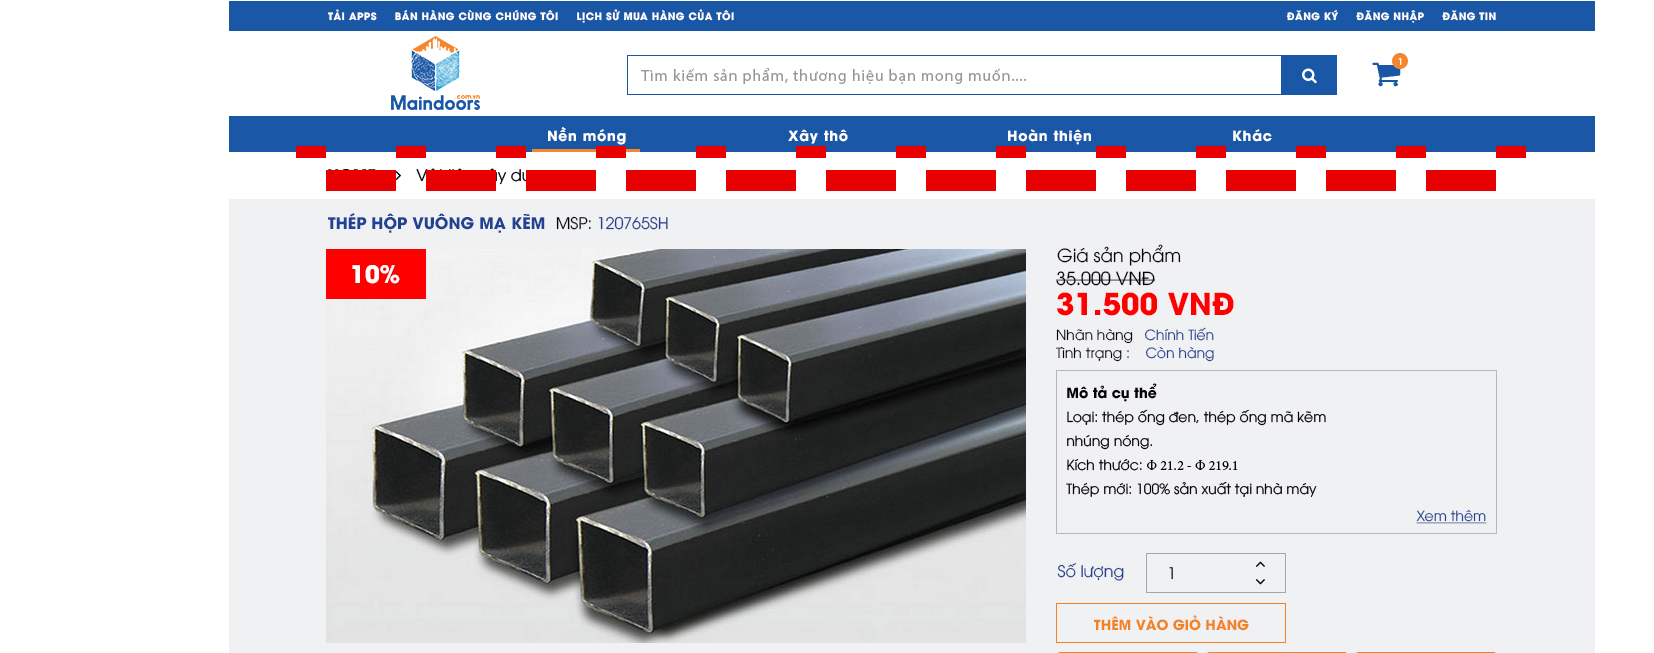 TẢI APPS BÁN HÀNG CÙNG CHÚNG TÔI LỊCH SỬ MUA HÀNG CỦA TÔI ĐĂNG KÝ ĐĂNG NHẬP ĐĂNG TIN
Maindoors.com.vn
Tìm kiếm sản phẩm, thương hiệu bạn mong muốn....
1
Nền móng Xây thô Hoàn thiện Khác
THÉP HỘP VUÔNG MẠ KẼM MSP: 120765SH
10%
Giá sản phẩm
35.000 VNĐ
31.500 VNĐ
Nhãn hàng Chính Tiến
Tình trạng : Còn hàng
Mô tả cụ thể
Loại: thép ống đen, thép ống mã kẽm
nhúng nóng.
Kích thước: Φ 21.2 - Φ 219.1
Thép mới: 100% sản xuất tại nhà máy
Xem thêm
Số lượng 1
THÊM VÀO GIỎ HÀNG